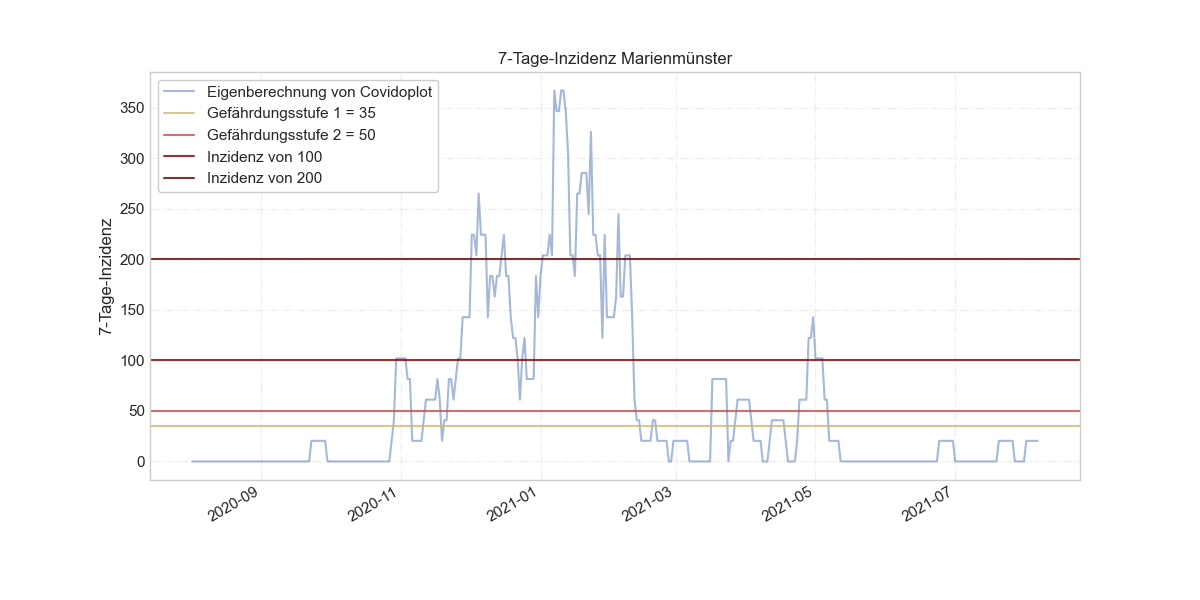 7-Tage-Inzidenz Marienmünster
Eigenberechnung von Covidoplot
Gefährdungsstufe 1 = 35
Gefährdungsstufe 2 = 50
Inzidenz von 100
Inzidenz von 200
7-Tage-Inzidenz
350
300
250
200
150
100
50
0
2020-09
2020-11
2021-01
2021-03
2021-05
2021-07